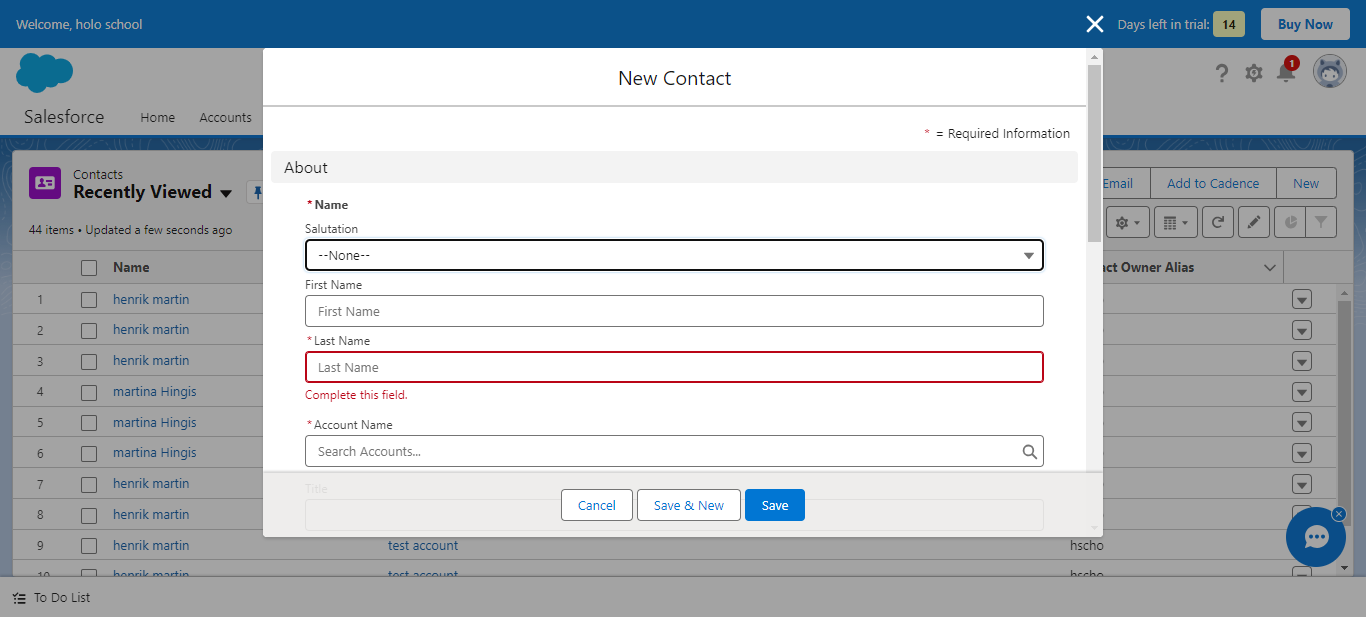 Welcome, holo school
Days left in trial: 14
Buy Now
Salesforce
Home
Accounts
1
New Contact
* = Required Information
About
*Name
Salutation
--None--
First Name
First Name
*Last Name
Last Name
Complete this field.
*Account Name
Search Accounts...
Title
Cancel
Save & New
Save
Contacts
Recently Viewed
44 items • Updated a few seconds ago
Email
Add to Cadence
New
Name
ct Owner Alias
1 henrik martin
2 henrik martin
3 henrik martin
4 martina Hingis
5 martina Hingis
6 martina Hingis
7 henrik martin
8 henrik martin
9 henrik martin test account hscho
10 henrik martin test account hscho
To Do List